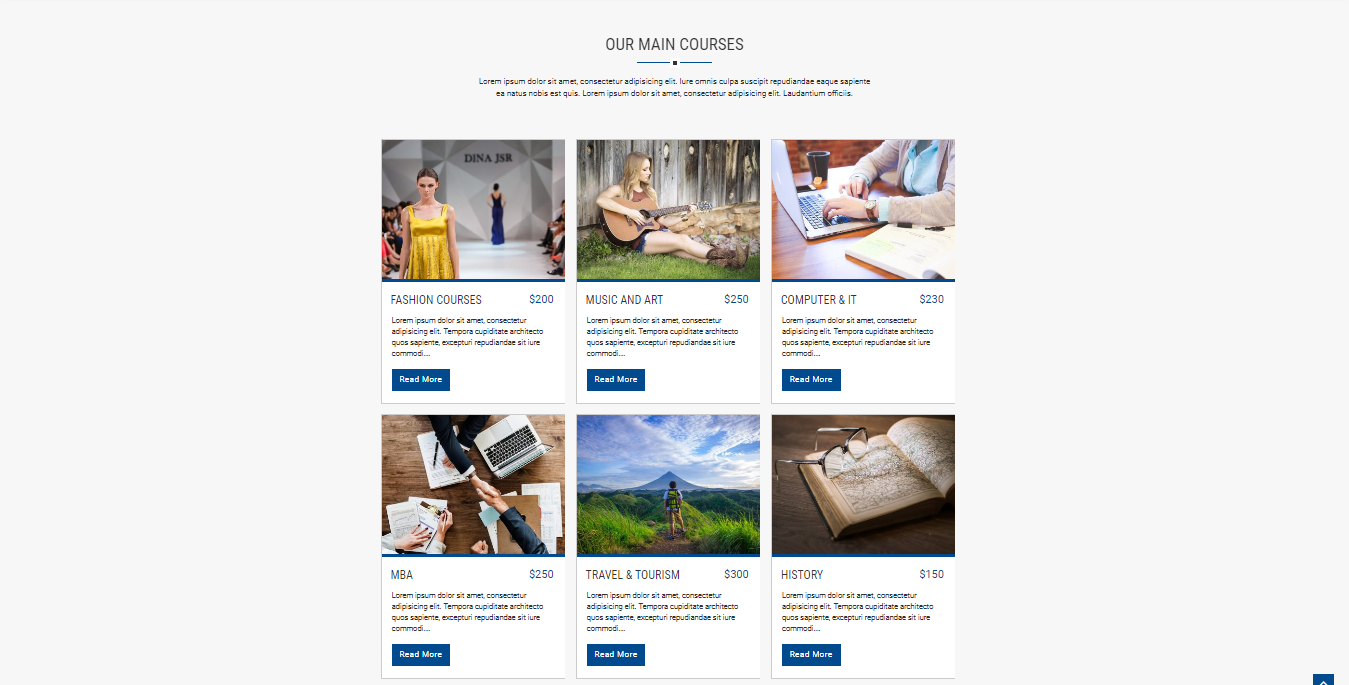 OUR MAIN COURSES
Lorem ipsum dolor sit amet, consectetur adipisicing elit. Iure omnis culpa suscipit repudiandae eaque sapiente
ea natus nobis est quis. Lorem ipsum dolor sit amet, consectetur adipisicing elit. Laudantium officiis.
DINA JSR
FASHION COURSES $200
Lorem ipsum dolor sit amet, consectetur
adipisicing elit. Tempora cupiditate architecto
quos sapiente, excepturi repudiandae sit iure
commodi...
Read More
MUSIC AND ART $250
Lorem ipsum dolor sit amet, consectetur
adipisicing elit. Tempora cupiditate architecto
quos sapiente, excepturi repudiandae sit iure
commodi...
Read More
COMPUTER & IT $230
Lorem ipsum dolor sit amet, consectetur
adipisicing elit. Tempora cupiditate architecto
quos sapiente, excepturi repudiandae sit iure
commodi...
Read More
MBA $250
Lorem ipsum dolor sit amet, consectetur
adipisicing elit. Tempora cupiditate architecto
quos sapiente, excepturi repudiandae sit iure
commodi...
Read More
TRAVEL & TOURISM $300
Lorem ipsum dolor sit amet, consectetur
adipisicing elit. Tempora cupiditate architecto
quos sapiente, excepturi repudiandae sit iure
commodi...
Read More
HISTORY $150
Lorem ipsum dolor sit amet, consectetur
adipisicing elit. Tempora cupiditate architecto
quos sapiente, excepturi repudiandae sit iure
commodi...
Read More